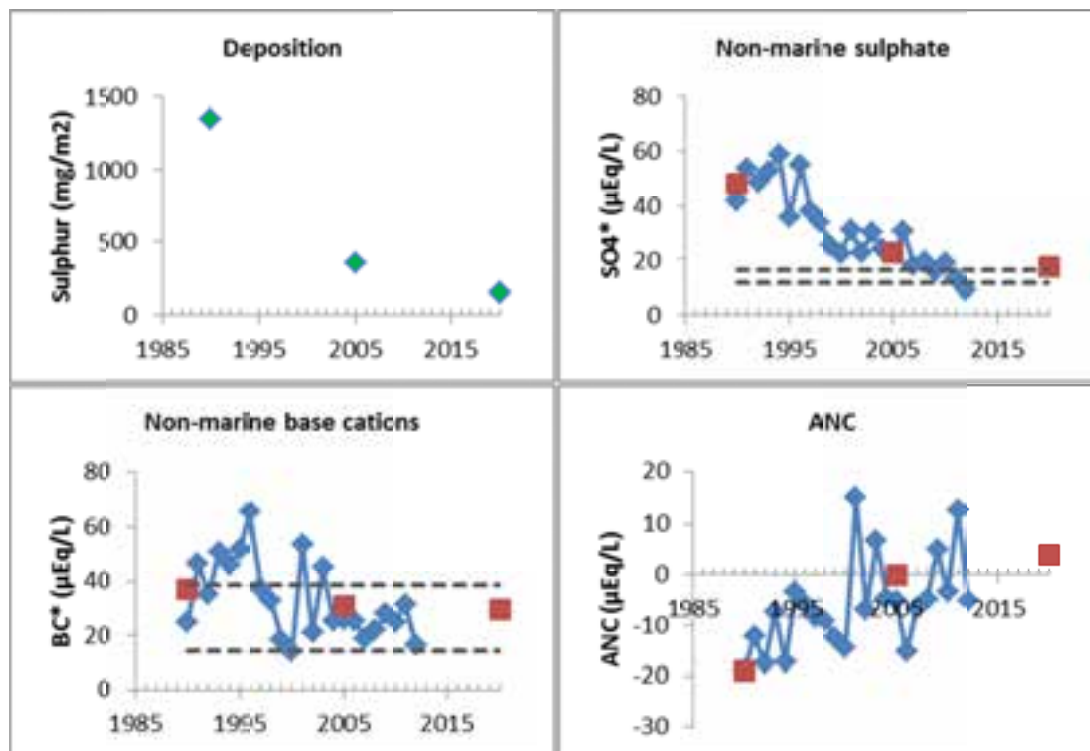 Deposition
Sulphur (mg/m2)
1500
1000
500
0
1985 1995 2005 2015
Non-marine sulphate
SO4* (µEq/L)
80
60
40
20
0
1985 1995 2005 2015
Non-marine base cations
BC* (µEq/L)
80
60
40
20
0
1985 1995 2005 2015
ANC
ANC (µEq/L)
20
10
0
1985 1995 2005 2015
-10
-20
-30